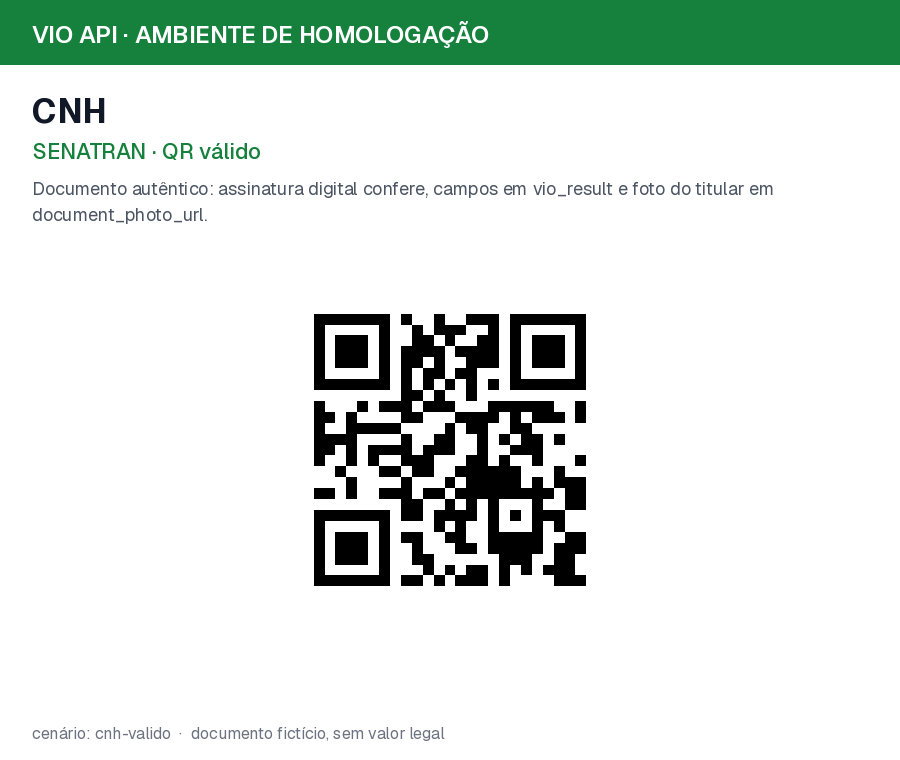 VIO API · AMBIENTE DE HOMOLOGAÇÃO
CNH
SENATRAN · QR válido
Documento autêntico: assinatura digital confere, campos em vio_result e foto do titular em
document_photo_url.
cenário: cnh-valido · documento fictício, sem valor legal